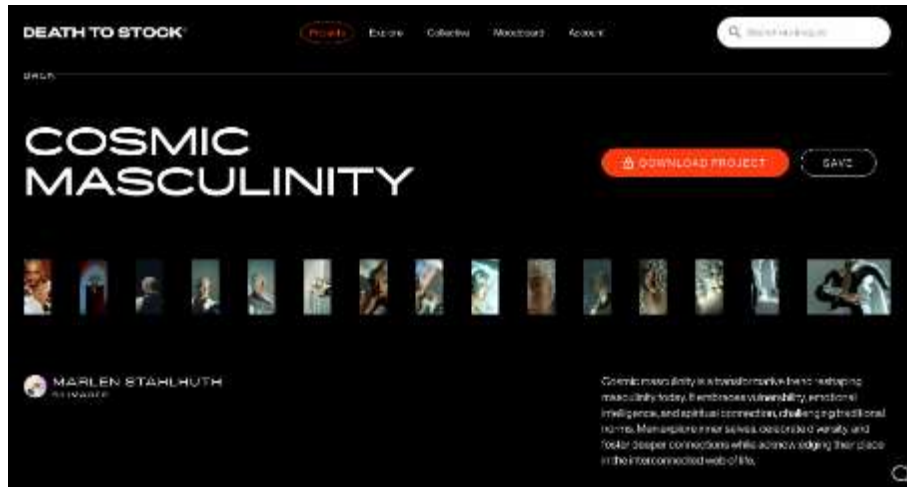 DEATH TO STOCK
Projects Explore Collective Moodboard Account
BACK
COSMIC
MASCULINITY
DOWNLOAD PROJECT SAVE
MARLEN STAHLHUTH
Cosmic masculinity is a transformative trend reshaping
masculinity today. It embraces vulnerability, emotional
intelligence, and spiritual connection, challenging traditional
norms. Men explore inner selves, celebrate diversity, and
foster deeper connections while acknowledging their place
in the interconnected web of life.